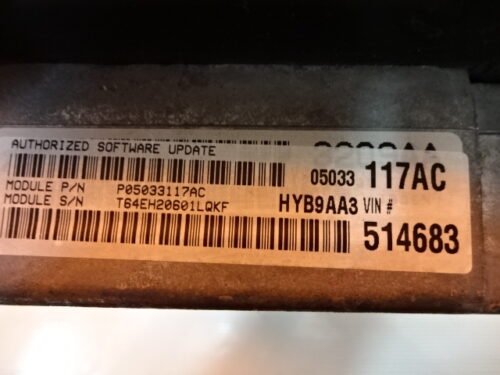 AUTHORIZED SOFTWARE UPDATE
05033 117AC
MODULE P/N P05033117AC
MODULE S/N T64EH20601LQKF
HYB9AA3 VIN #
514683